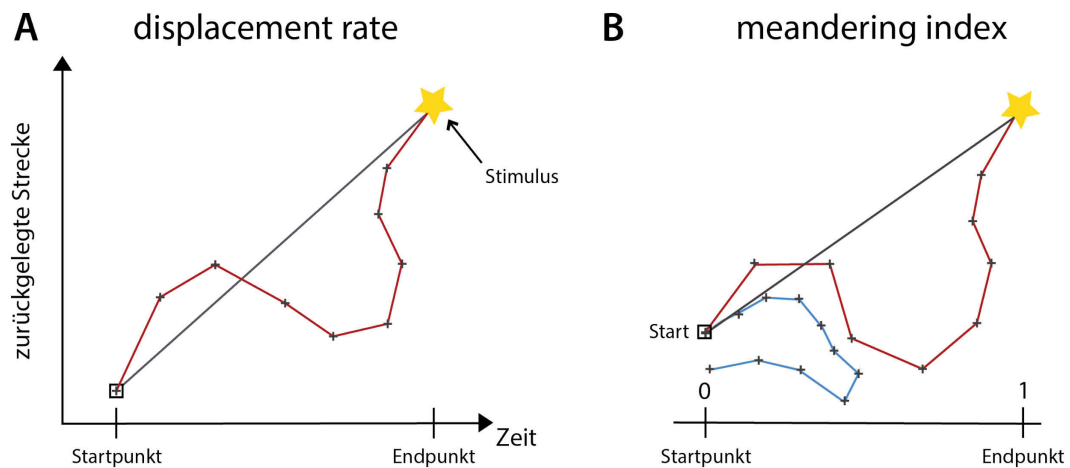 A displacement rate
zurückgelegte Strecke
Stimulus
Zeit
Startpunkt Endpunkt
B meandering index
Start
0 1
Startpunkt Endpunkt